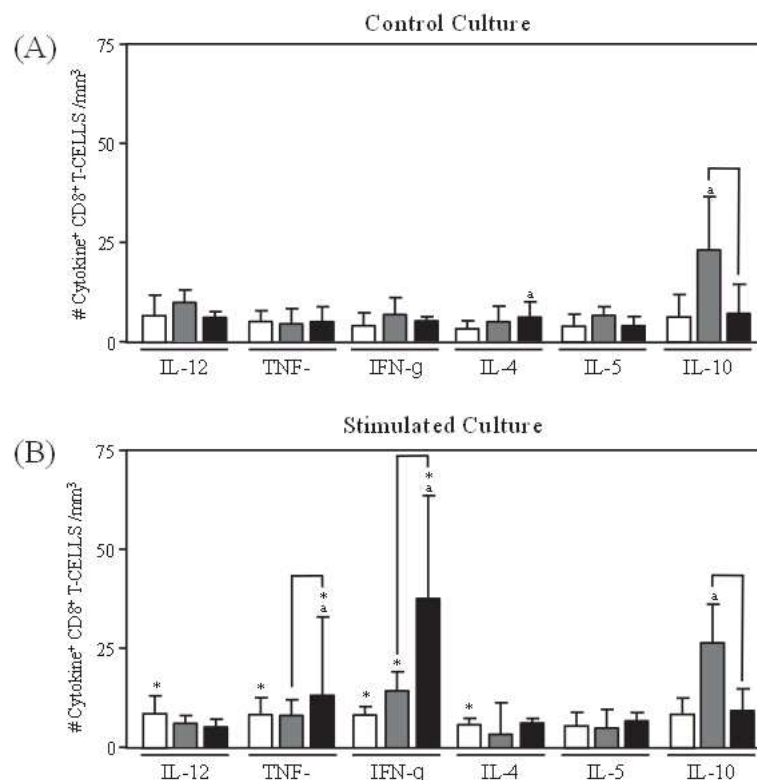 Control Culture
(A)
# Cytokine⁺ CD8⁺ T-CELLS /mm³
75
50
25
0
a
a
IL-12 TNF- IFN-g IL-4 IL-5 IL-10
Stimulated Culture
(B)
# Cytokine⁺ CD8⁺ T-CELLS /mm³
75
50
25
0
* * * a * * * a * a
IL-12 TNF- IFN-g IL-4 IL-5 IL-10